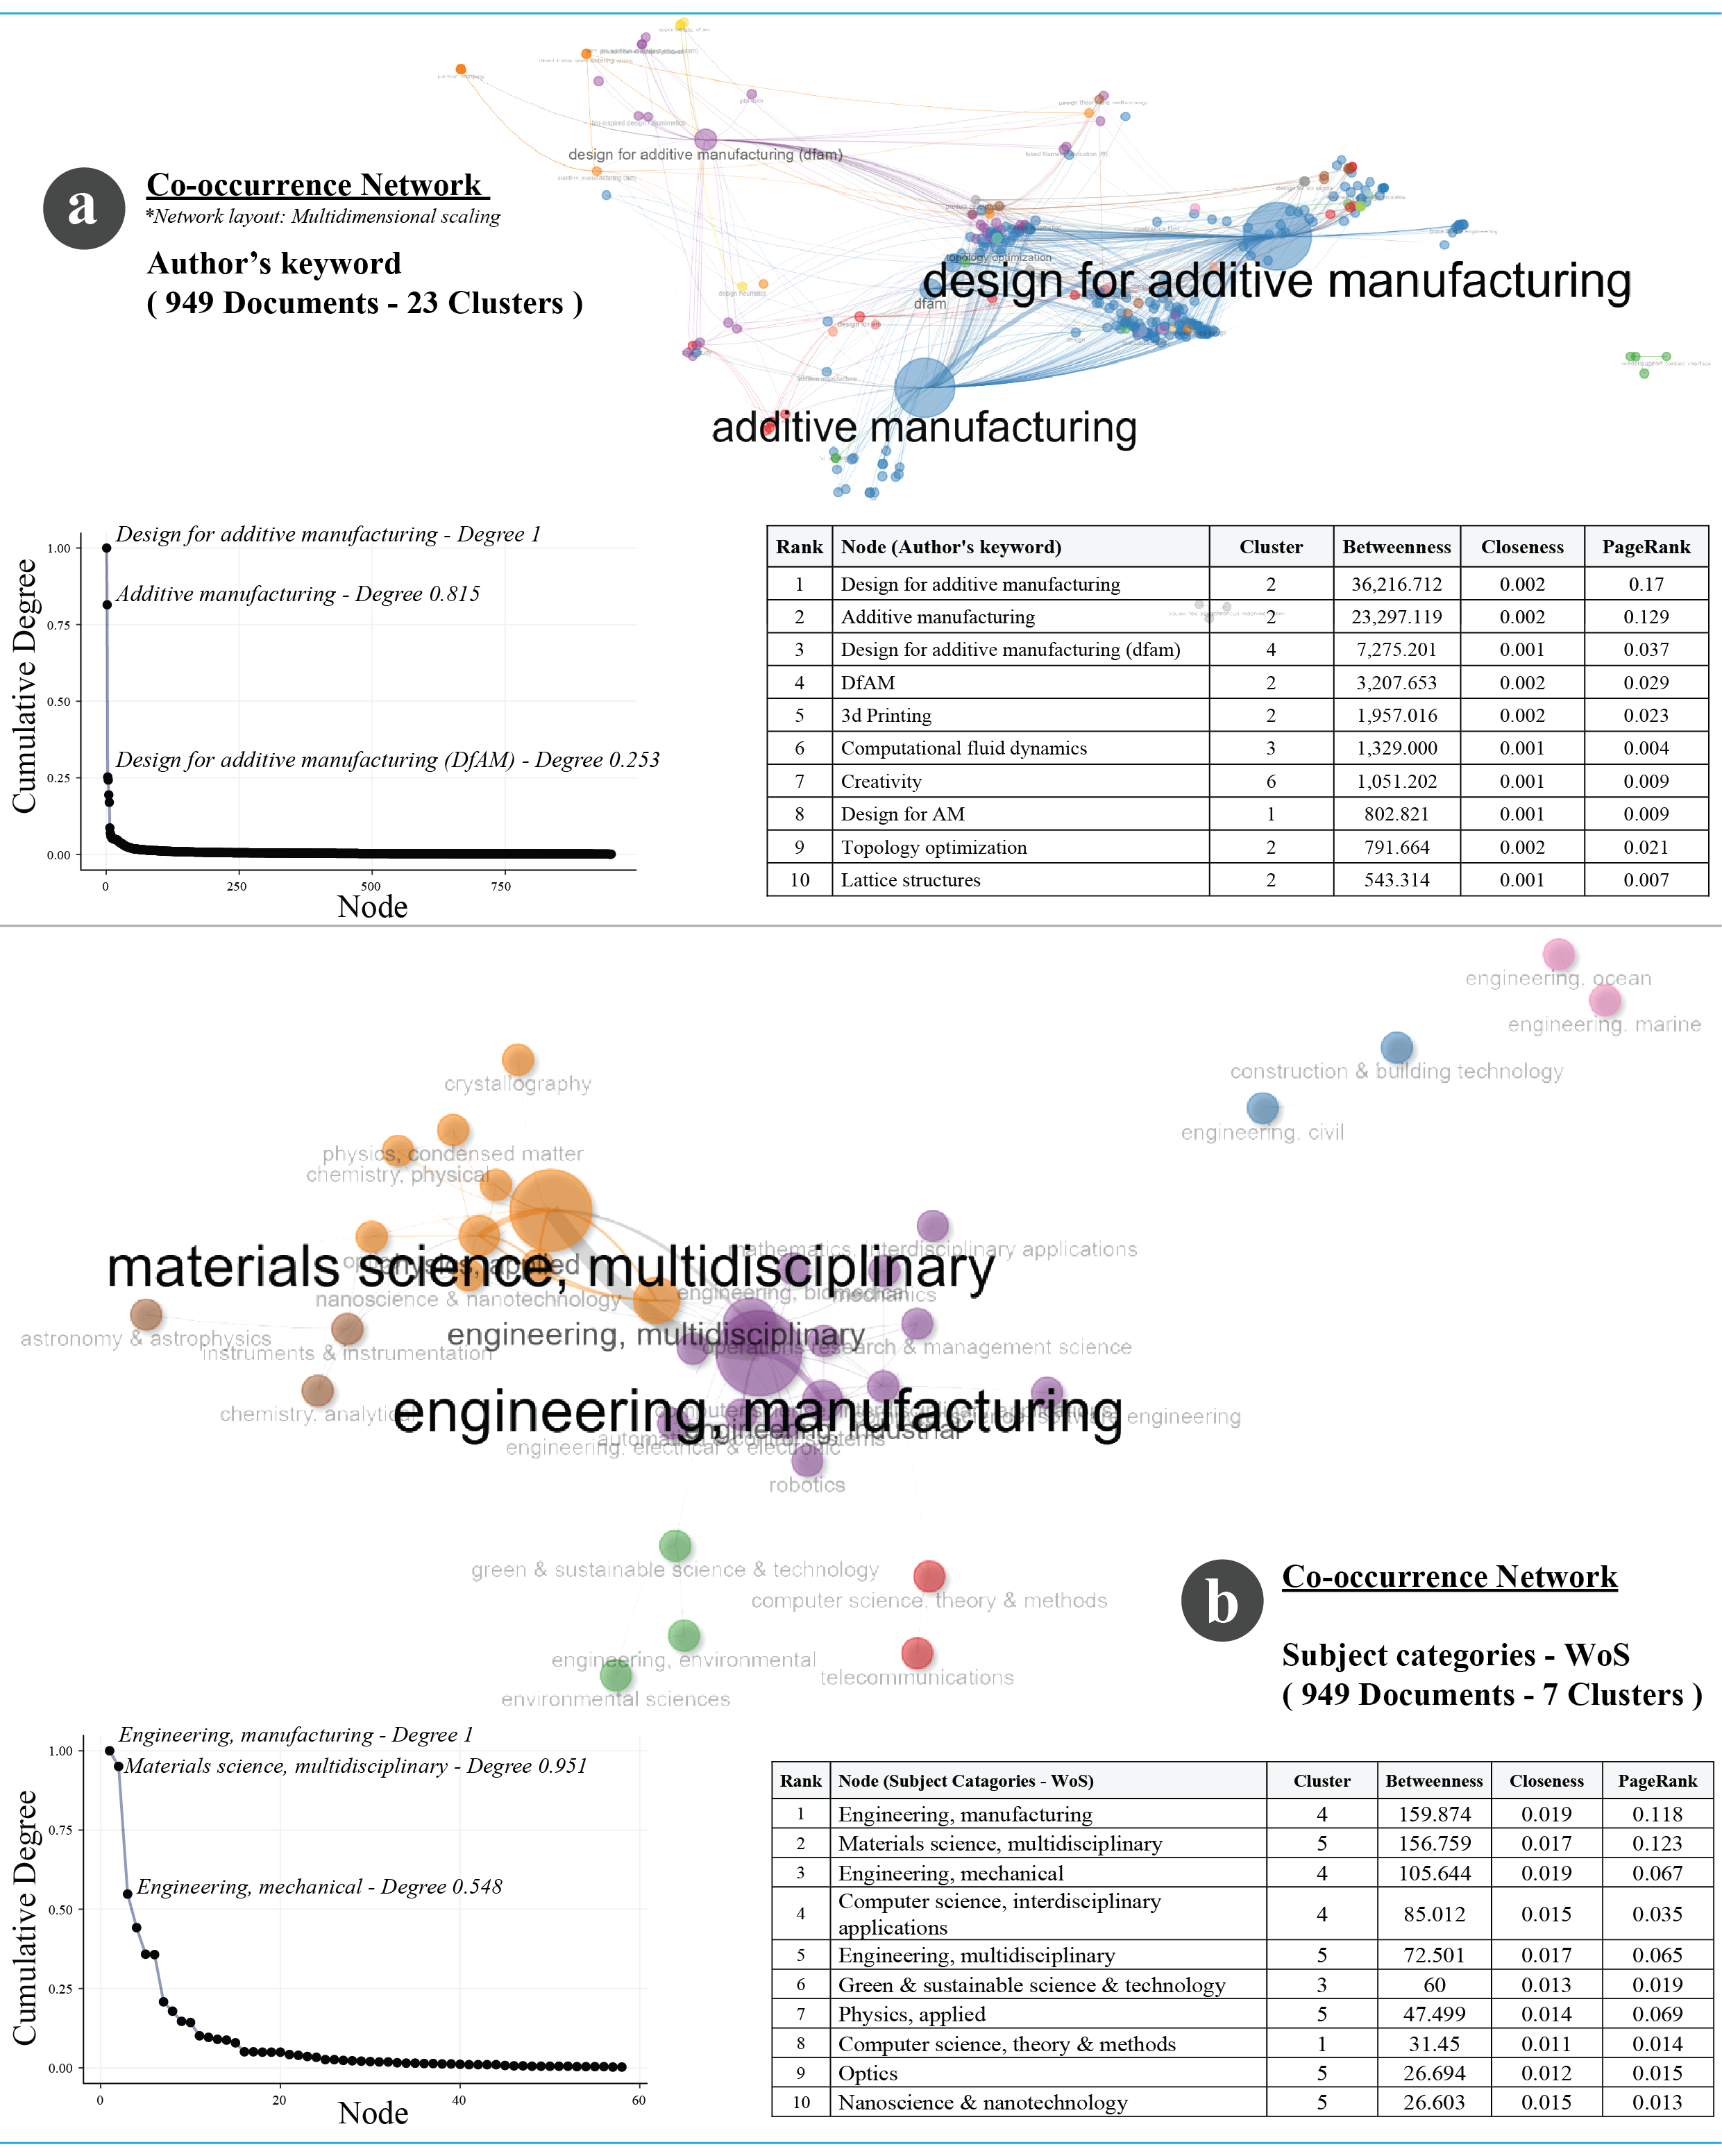 a
Co-occurrence Network
*Network layout: Multidimensional scaling
Author's keyword
( 949 Documents - 23 Clusters )
design for additive manufacturing (dfam)
topology optimization
design for additive manufacturing
dfam
additive manufacturing
Cumulative Degree
1.00
0.75
0.50
0.25
0.00
Design for additive manufacturing - Degree 1
Additive manufacturing - Degree 0.815
Design for additive manufacturing (DfAM) - Degree 0.253
0 250 500 750
Node
Rank Node (Author's keyword) Cluster Betweenness Closeness PageRank
1 Design for additive manufacturing 2 36,216.712 0.002 0.17
2 Additive manufacturing 2 23,297.119 0.002 0.129
3 Design for additive manufacturing (dfam) 4 7,275.201 0.001 0.037
4 DfAM 2 3,207.653 0.002 0.029
5 3d Printing 2 1,957.016 0.002 0.023
6 Computational fluid dynamics 3 1,329.000 0.001 0.004
7 Creativity 6 1,051.202 0.001 0.009
8 Design for AM 1 802.821 0.001 0.009
9 Topology optimization 2 791.664 0.002 0.021
10 Lattice structures 2 543.314 0.001 0.007
engineering, ocean
engineering, marine
construction & building technology
engineering, civil
crystallography
physics, condensed matter
chemistry, physical
mathematics, interdisciplinary applications
physics, applied
materials science, multidisciplinary
engineering, biomedical
mechanics
nanoscience & nanotechnology
engineering, multidisciplinary
astronomy & astrophysics
instruments & instrumentation
operations research & management science
chemistry, analytical
engineering, manufacturing
engineering, industrial
automation & control systems
engineering, electrical & electronic
robotics
green & sustainable science & technology
computer science, theory & methods
engineering, environmental
telecommunications
environmental sciences
b
Co-occurrence Network
Subject categories - WoS
( 949 Documents - 7 Clusters )
Cumulative Degree
1.00
0.75
0.50
0.25
0.00
Engineering, manufacturing - Degree 1
Materials science, multidisciplinary - Degree 0.951
Engineering, mechanical - Degree 0.548
0 20 40 60
Node
Rank Node (Subject Catagories - WoS) Cluster Betweenness Closeness PageRank
1 Engineering, manufacturing 4 159.874 0.019 0.118
2 Materials science, multidisciplinary 5 156.759 0.017 0.123
3 Engineering, mechanical 4 105.644 0.019 0.067
4 Computer science, interdisciplinary
applications 4 85.012 0.015 0.035
5 Engineering, multidisciplinary 5 72.501 0.017 0.065
6 Green & sustainable science & technology 3 60 0.013 0.019
7 Physics, applied 5 47.499 0.014 0.069
8 Computer science, theory & methods 1 31.45 0.011 0.014
9 Optics 5 26.694 0.012 0.015
10 Nanoscience & nanotechnology 5 26.603 0.015 0.013